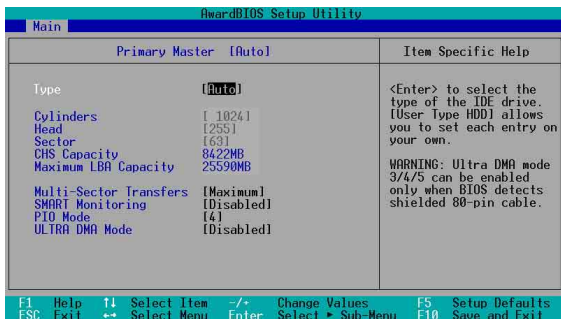 AwardBIOS Setup Utility
Main
Primary Master [Auto]
Item Specific Help
Type [Auto]
Cylinders [ 1024]
Head [255]
Sector [63]
CHS Capacity 8422MB
Maximum LBA Capacity 25590MB
Multi-Sector Transfers [Maximum]
SMART Monitoring [Disabled]
PIO Mode [4]
ULTRA DMA Mode [Disabled]
<Enter> to select the
type of the IDE drive.
[User Type HDD] allows
you to set each entry on
your own.
WARNING: Ultra DMA mode
3/4/5 can be enabled
only when BIOS detects
shielded 80-pin cable.
F1 Help ↑↓ Select Item -/+ Change Values F5 Setup Defaults
ESC Exit ←→ Select Menu Enter Select ► Sub-Menu F10 Save and Exit